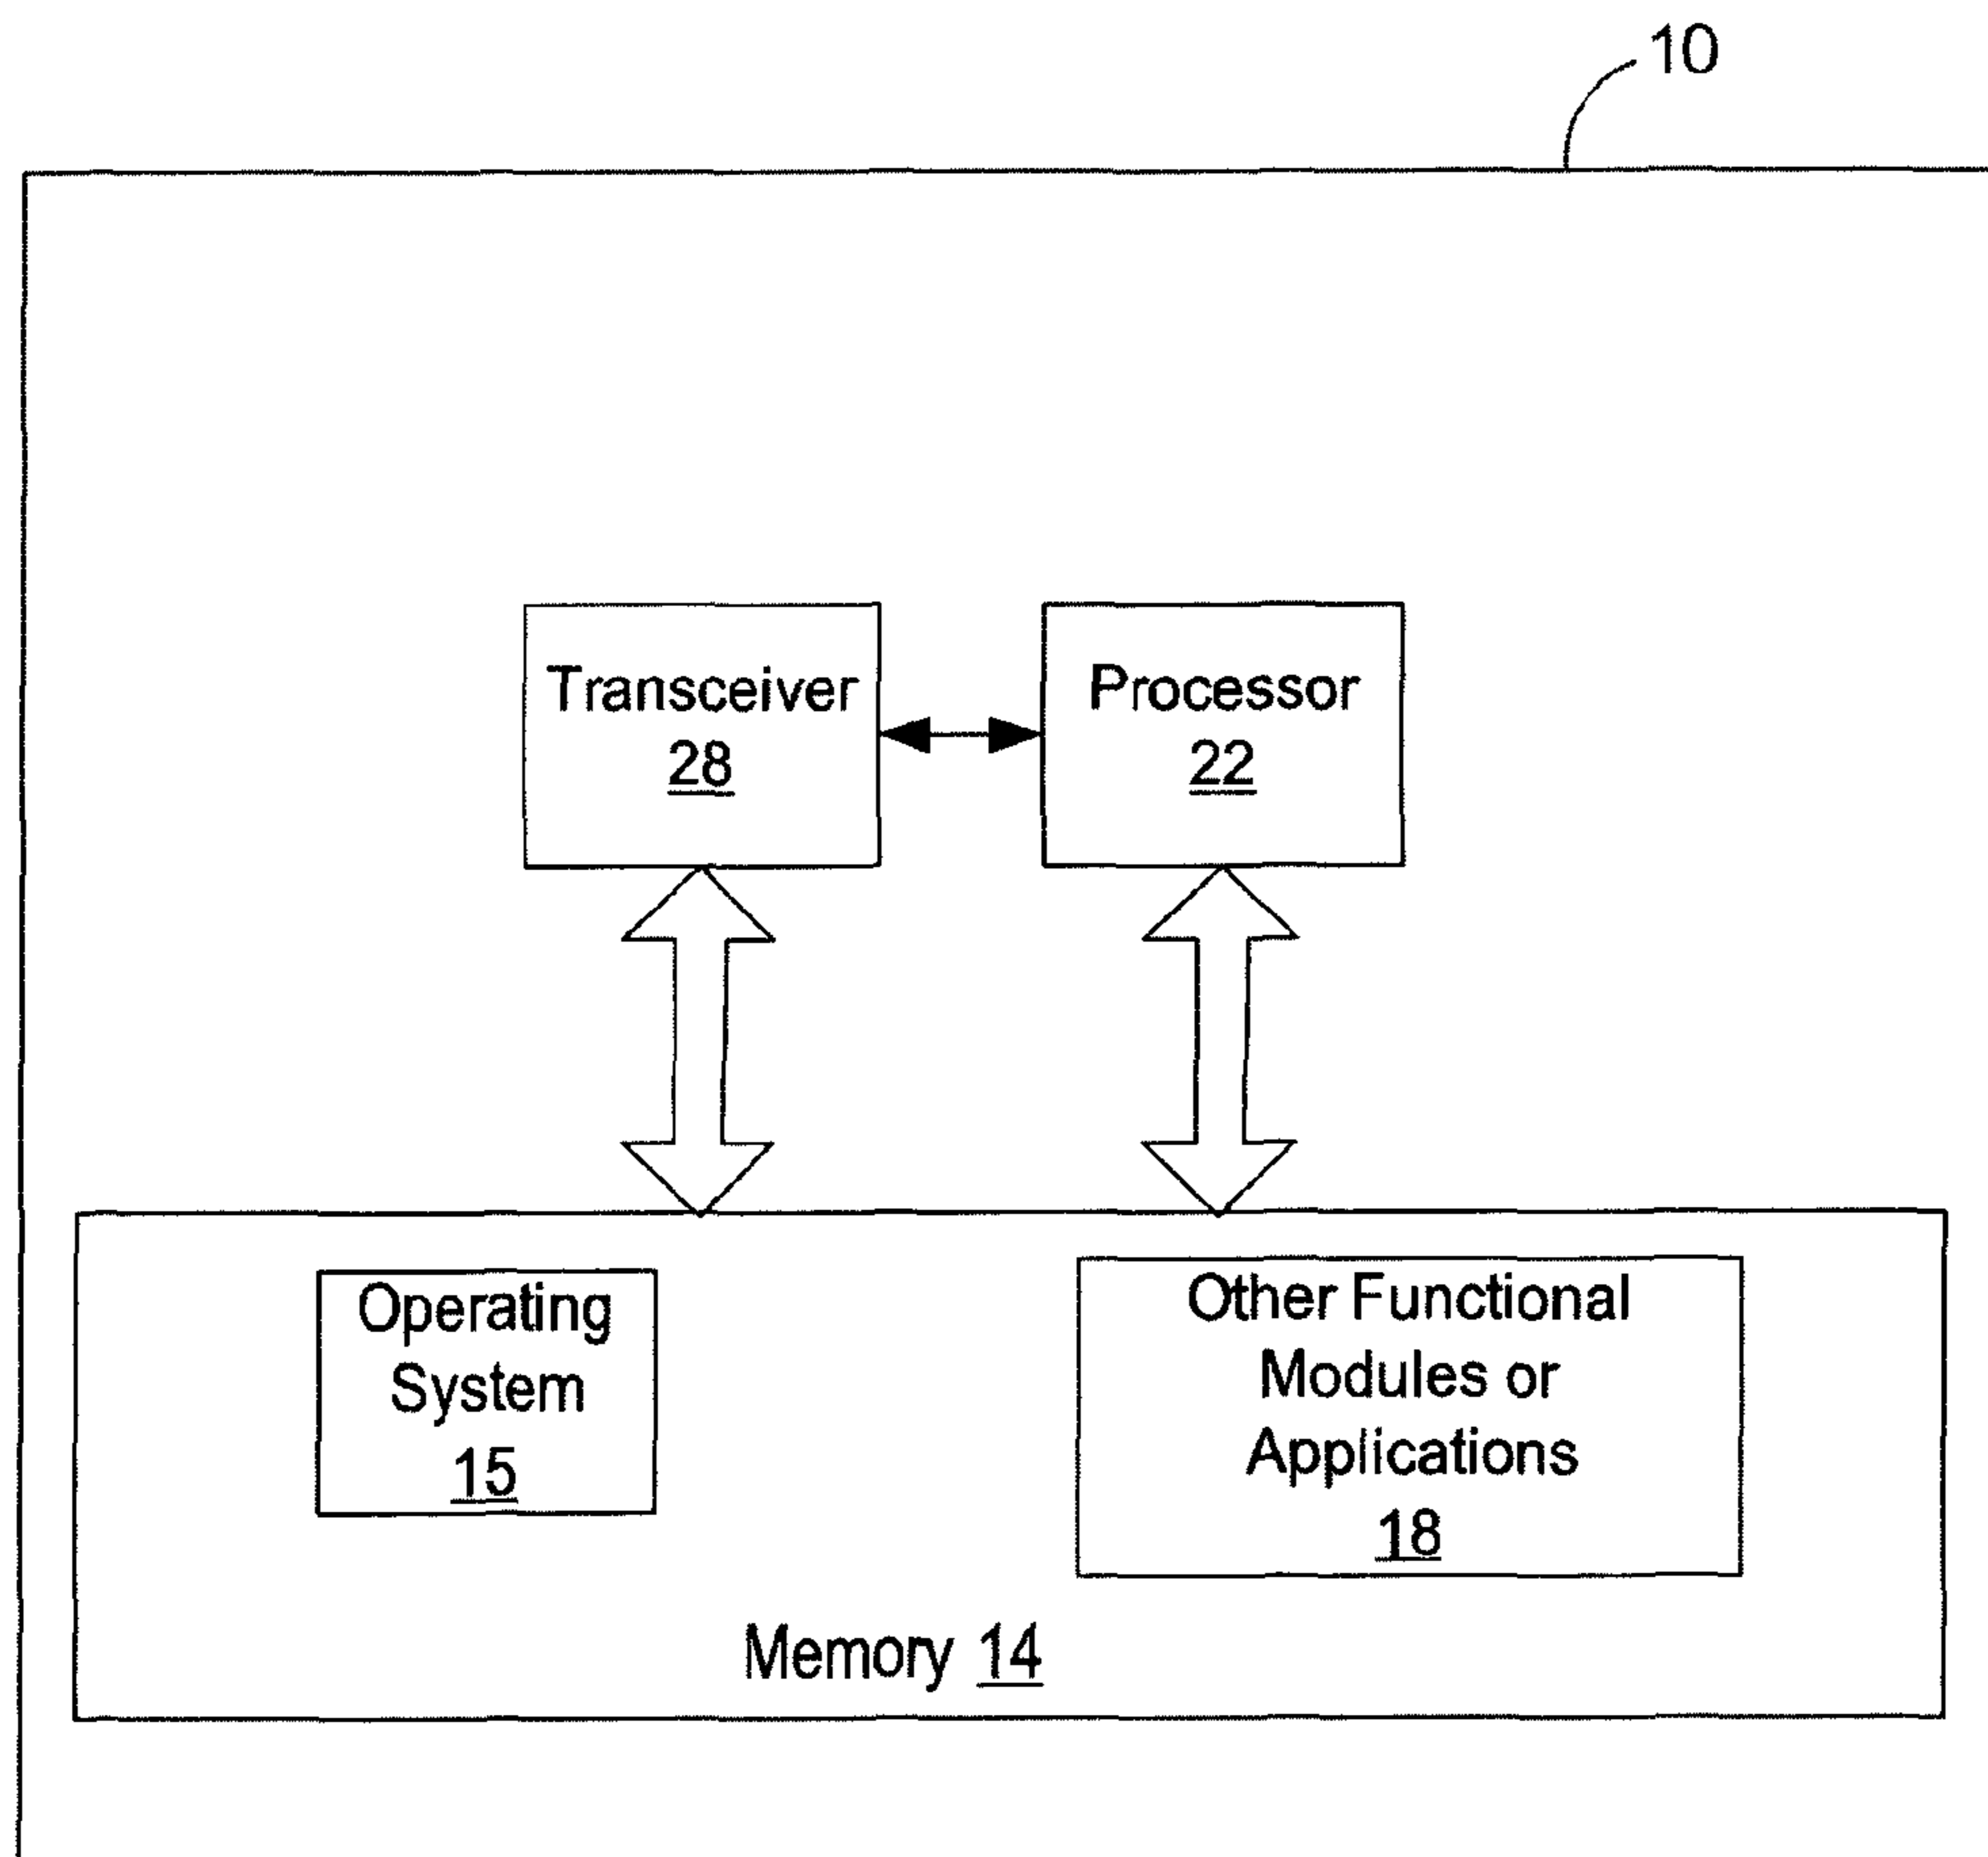 10
Transceiver
28
Processor
22
Operating
System
15
Other Functional
Modules or
Applications
18
Memory 14